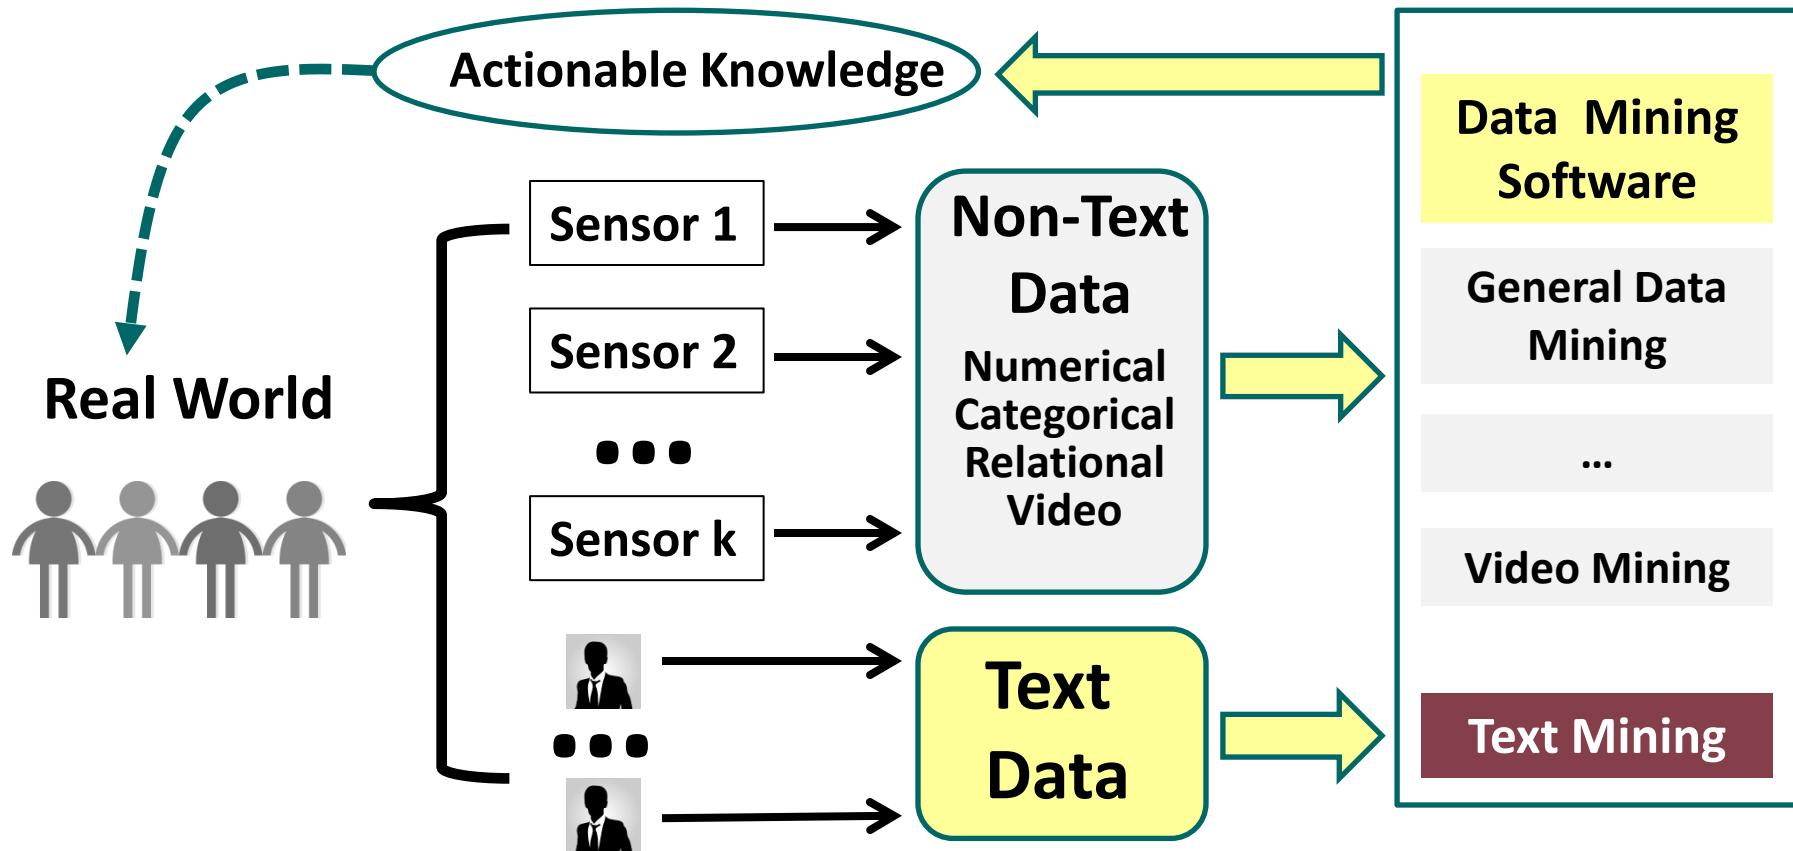 Actionable Knowledge
Real World
Sensor 1
Sensor 2
Sensor k
Non-Text
Data
Numerical
Categorical
Relational
Video
Text
Data
Data Mining
Software
General Data
Mining
...
Video Mining
Text Mining